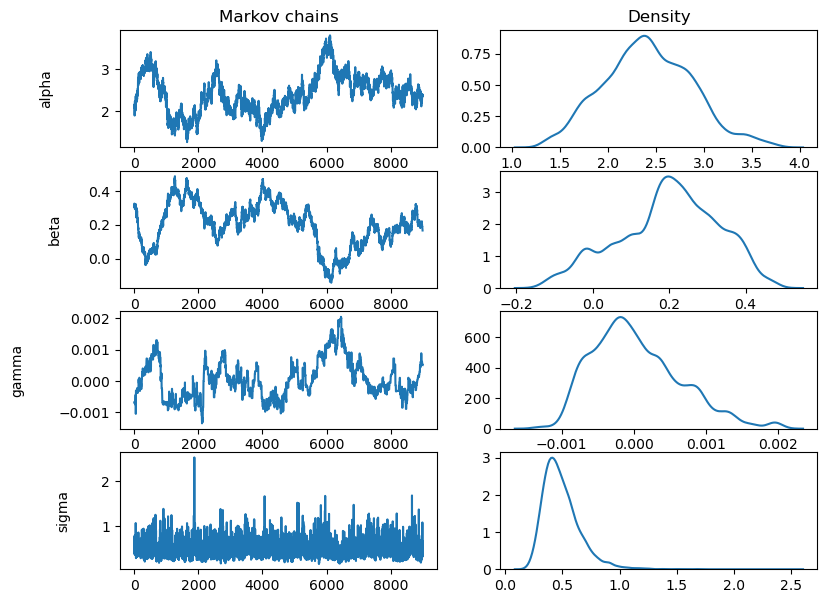 Markov chains
Density
alpha
3
2
0 2000 4000 6000 8000
0.75
0.50
0.25
0.00
1.0 1.5 2.0 2.5 3.0 3.5 4.0
beta
0.4
0.2
0.0
0 2000 4000 6000 8000
3
2
1
0
−0.2 0.0 0.2 0.4
gamma
0.002
0.001
0.000
−0.001
0 2000 4000 6000 8000
600
400
200
0
−0.001 0.000 0.001 0.002
sigma
2
1
0 2000 4000 6000 8000
3
2
1
0
0.0 0.5 1.0 1.5 2.0 2.5